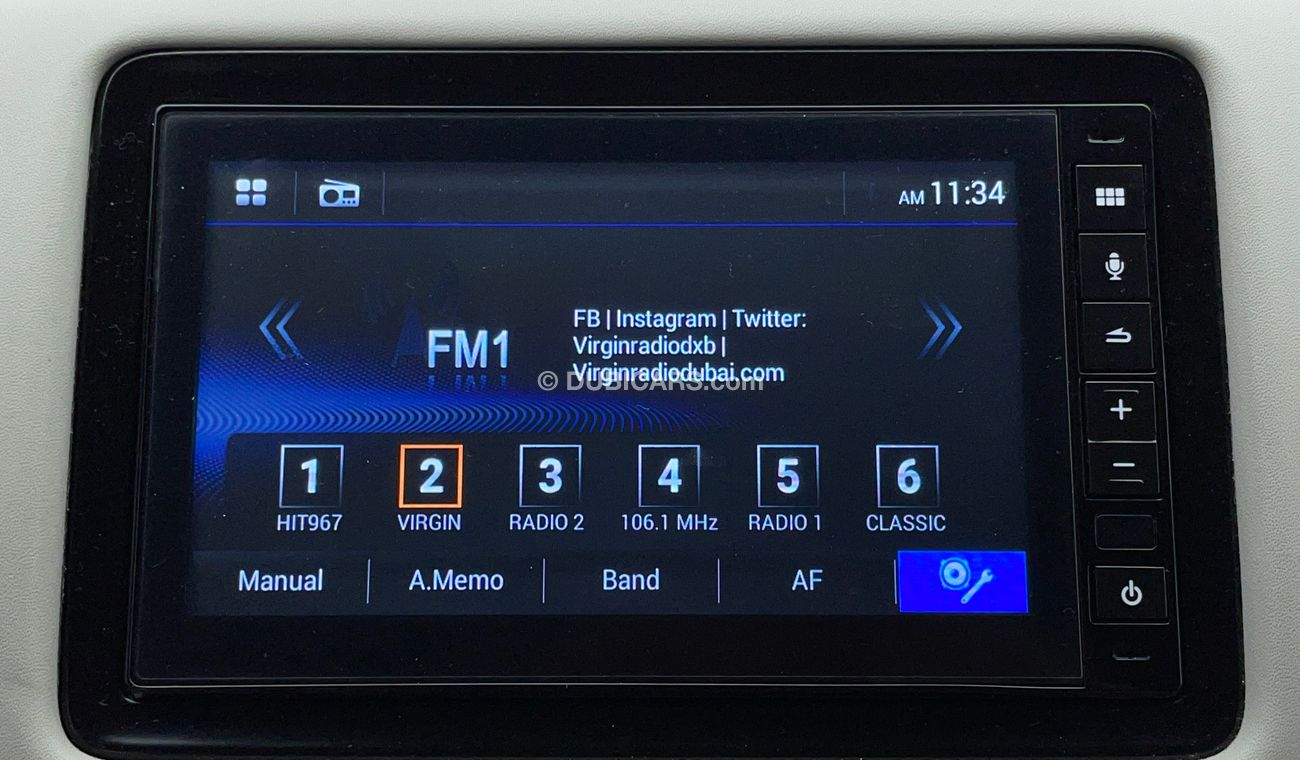 AM 11:34
FM1
FB | Instagram | Twitter:
Virginradiodxb |
Virginradiodubai.com
© DUBICARS.com
1 2 3 4 5 6
HIT967 VIRGIN RADIO 2 106.1 MHz RADIO 1 CLASSIC
Manual A.Memo Band AF